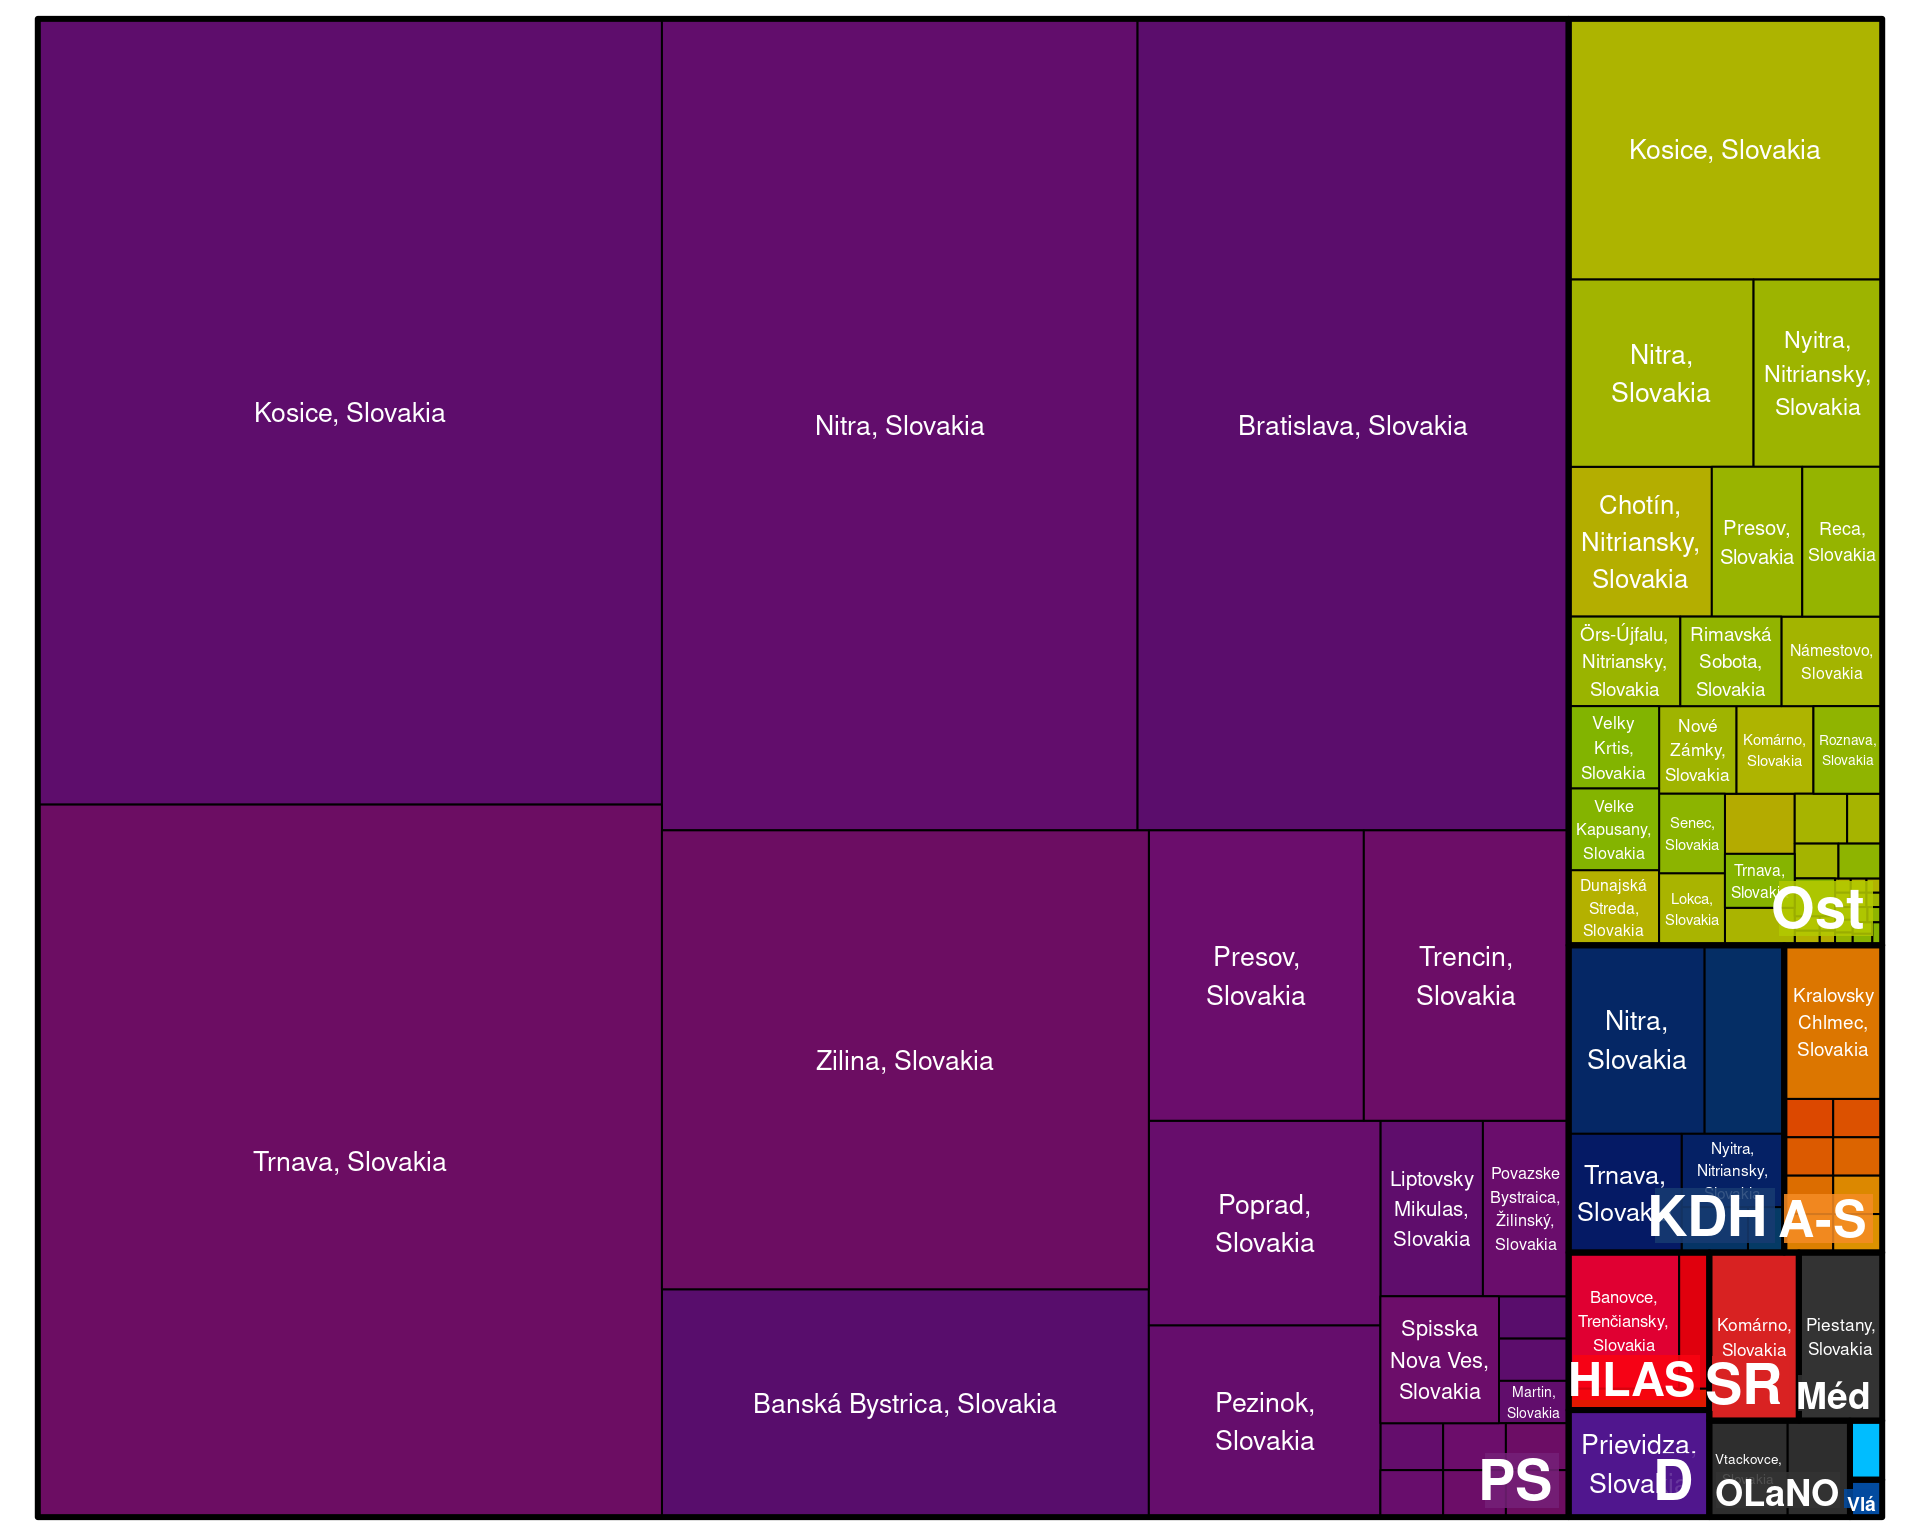 Kosice, Slovakia
Nitra, Slovakia
Bratislava, Slovakia
Trnava, Slovakia
Zilina, Slovakia
Banská Bystrica, Slovakia
Presov,
Slovakia
Trencin,
Slovakia
Poprad,
Slovakia
Pezinok,
Slovakia
Liptovsky
Mikulas,
Slovakia
Povazske
Bystraica,
Žilinský,
Slovakia
Spisska
Nova Ves,
Slovakia
Martin,
Slovakia
PS
Kosice, Slovakia
Nitra,
Slovakia
Nyitra,
Nitriansky,
Slovakia
Chotín,
Nitriansky,
Slovakia
Presov,
Slovakia
Reca,
Slovakia
Örs-Újfalu,
Nitriansky,
Slovakia
Rimavská
Sobota,
Slovakia
Námestovo,
Slovakia
Velky
Krtis,
Slovakia
Nové
Zámky,
Slovakia
Komárno,
Slovakia
Roznava,
Slovakia
Velke
Kapusany,
Slovakia
Senec,
Slovakia
Trnava,
Slovakia
Dunajská
Streda,
Slovakia
Lokca,
Slovakia
Ost
Nitra,
Slovakia
Trnava,
Slovakia
Nyitra,
Nitriansky,
Slovakia
KDH
Kralovsky
Chlmec,
Slovakia
A-S
Banovce,
Trenčiansky,
Slovakia
HLAS
Komárno,
Slovakia
SR
Piestany,
Slovakia
Méd
Prievidza,
Slovakia
D
Vtackovce,
Slovakia
OLaNO
Vlá